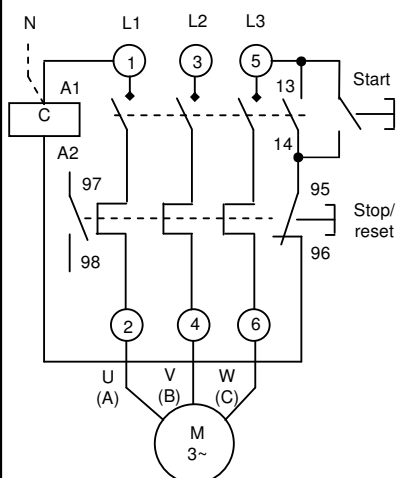 N L1 L2 L3
1 3 5
A1 13 Start
C
A2 14
97 95
Stop/
reset
98 96
2 4 6
U V W
(A) (B) (C)
M
3~